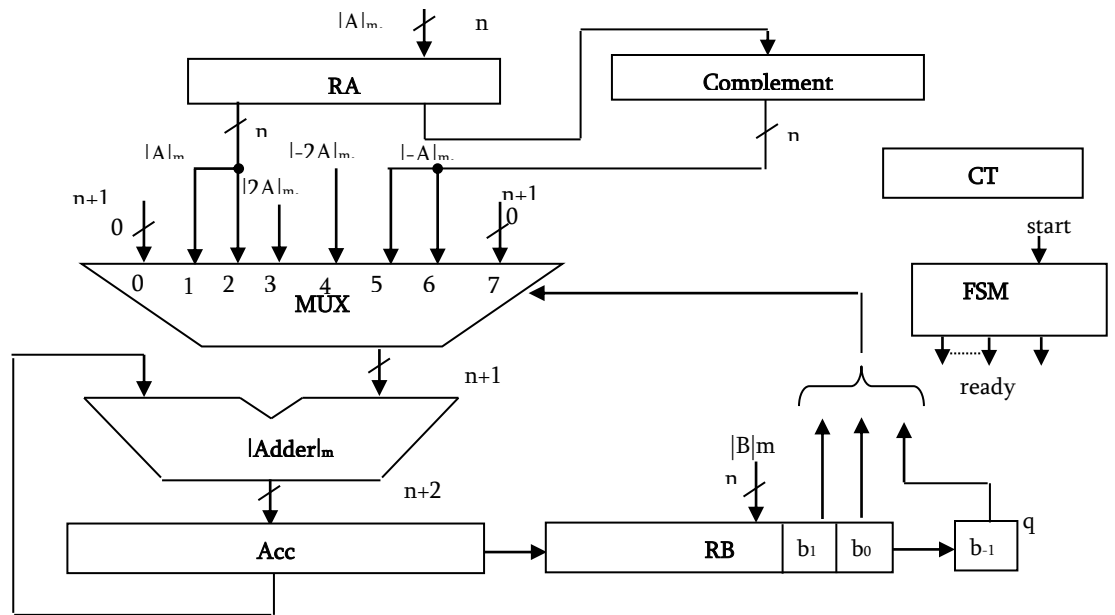 |A|m. n
RA
Complement
n
n
|A|m |-2A|m. |-A|m.
|2A|m.
CT
n+1
n+1
0
0
start
0 1 2 3 4 5 6 7
MUX
FSM
ready
n+1
|Adder|m
|B|m
n
n+2
q
Acc
RB b1 b0 b-1